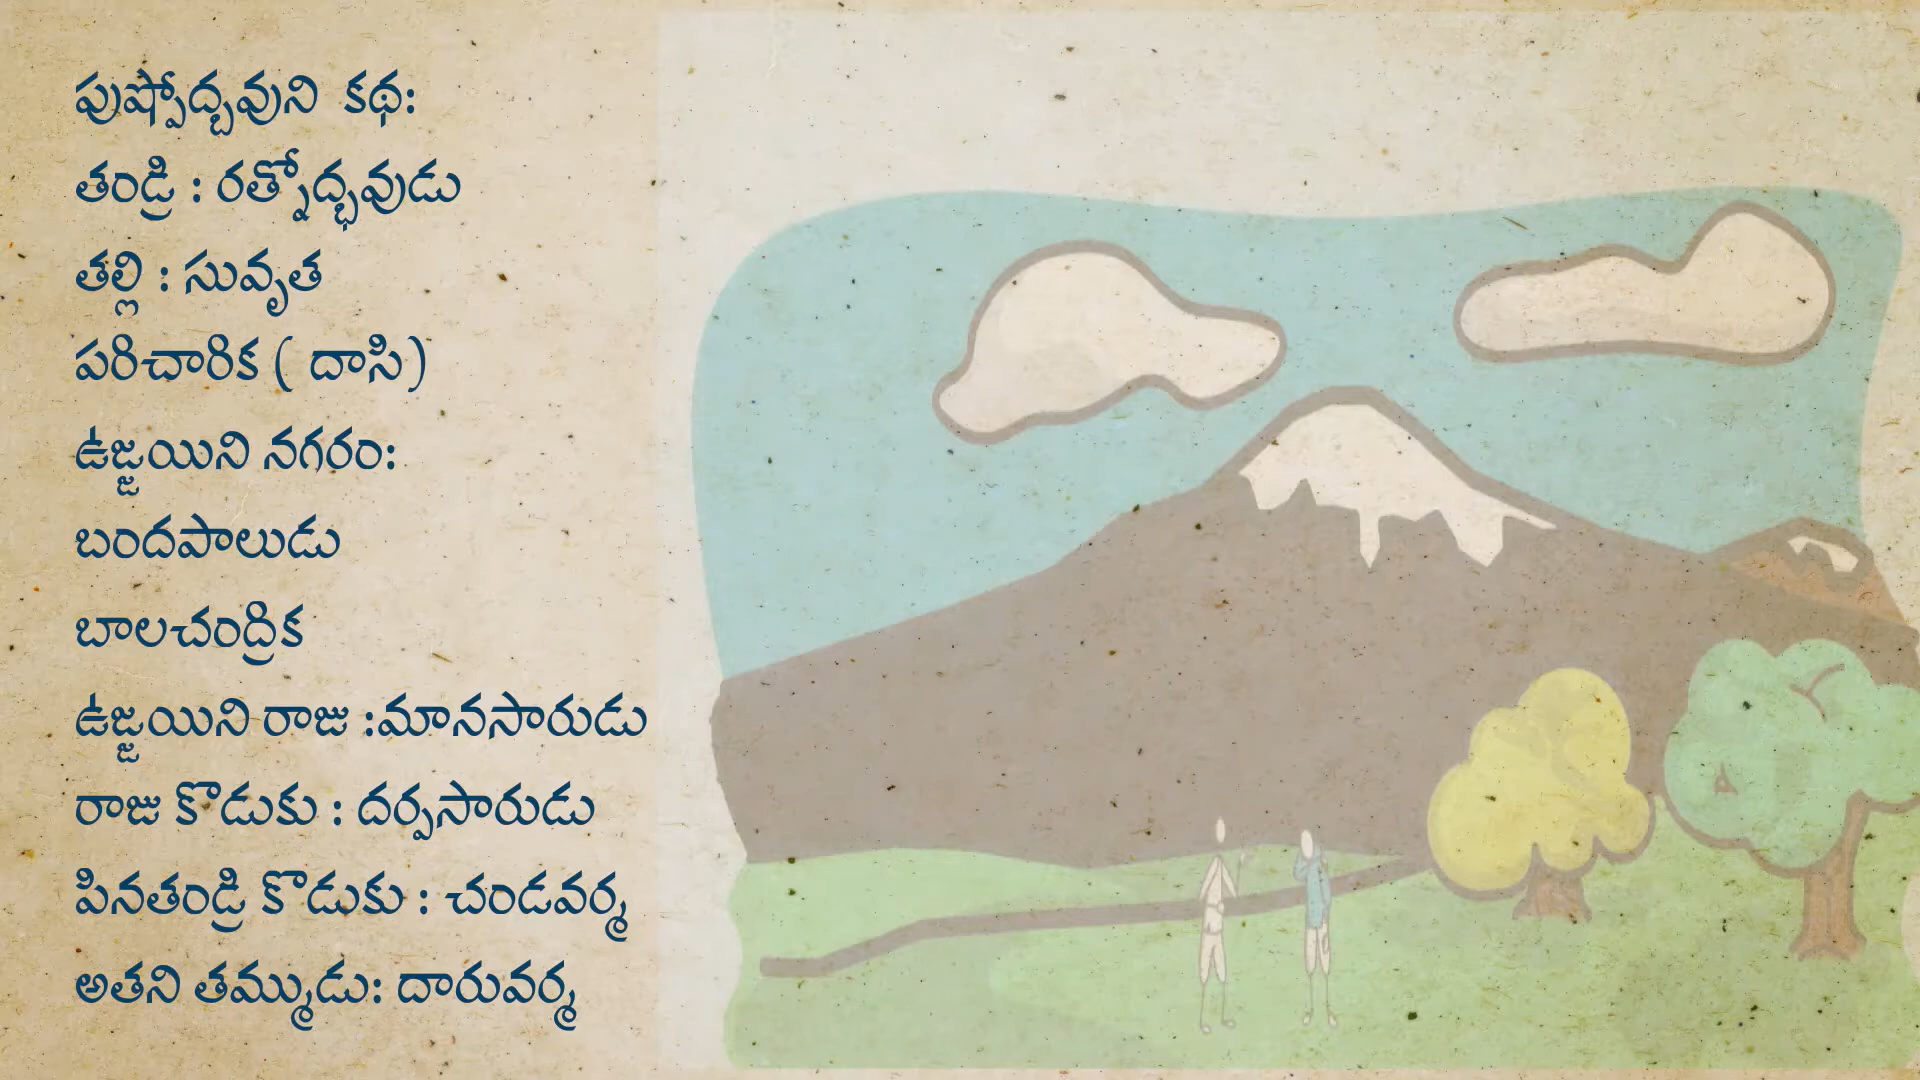 పుష్పోద్బవుని కథ:
తండ్రి : రత్నోద్భవుడు
తల్లి : సువృత
పరిచారిక ( దాసి)
ఉజ్జయిని నగరం:
బందపాలుడు
బాలచంద్రిక
ఉజ్జయిని రాజు :మానసారుడు
రాజు కొడుకు : దర్పసారుడు
పినతండ్రి కొడుకు : చండవర్మ
అతని తమ్ముడు: దారువర్మ